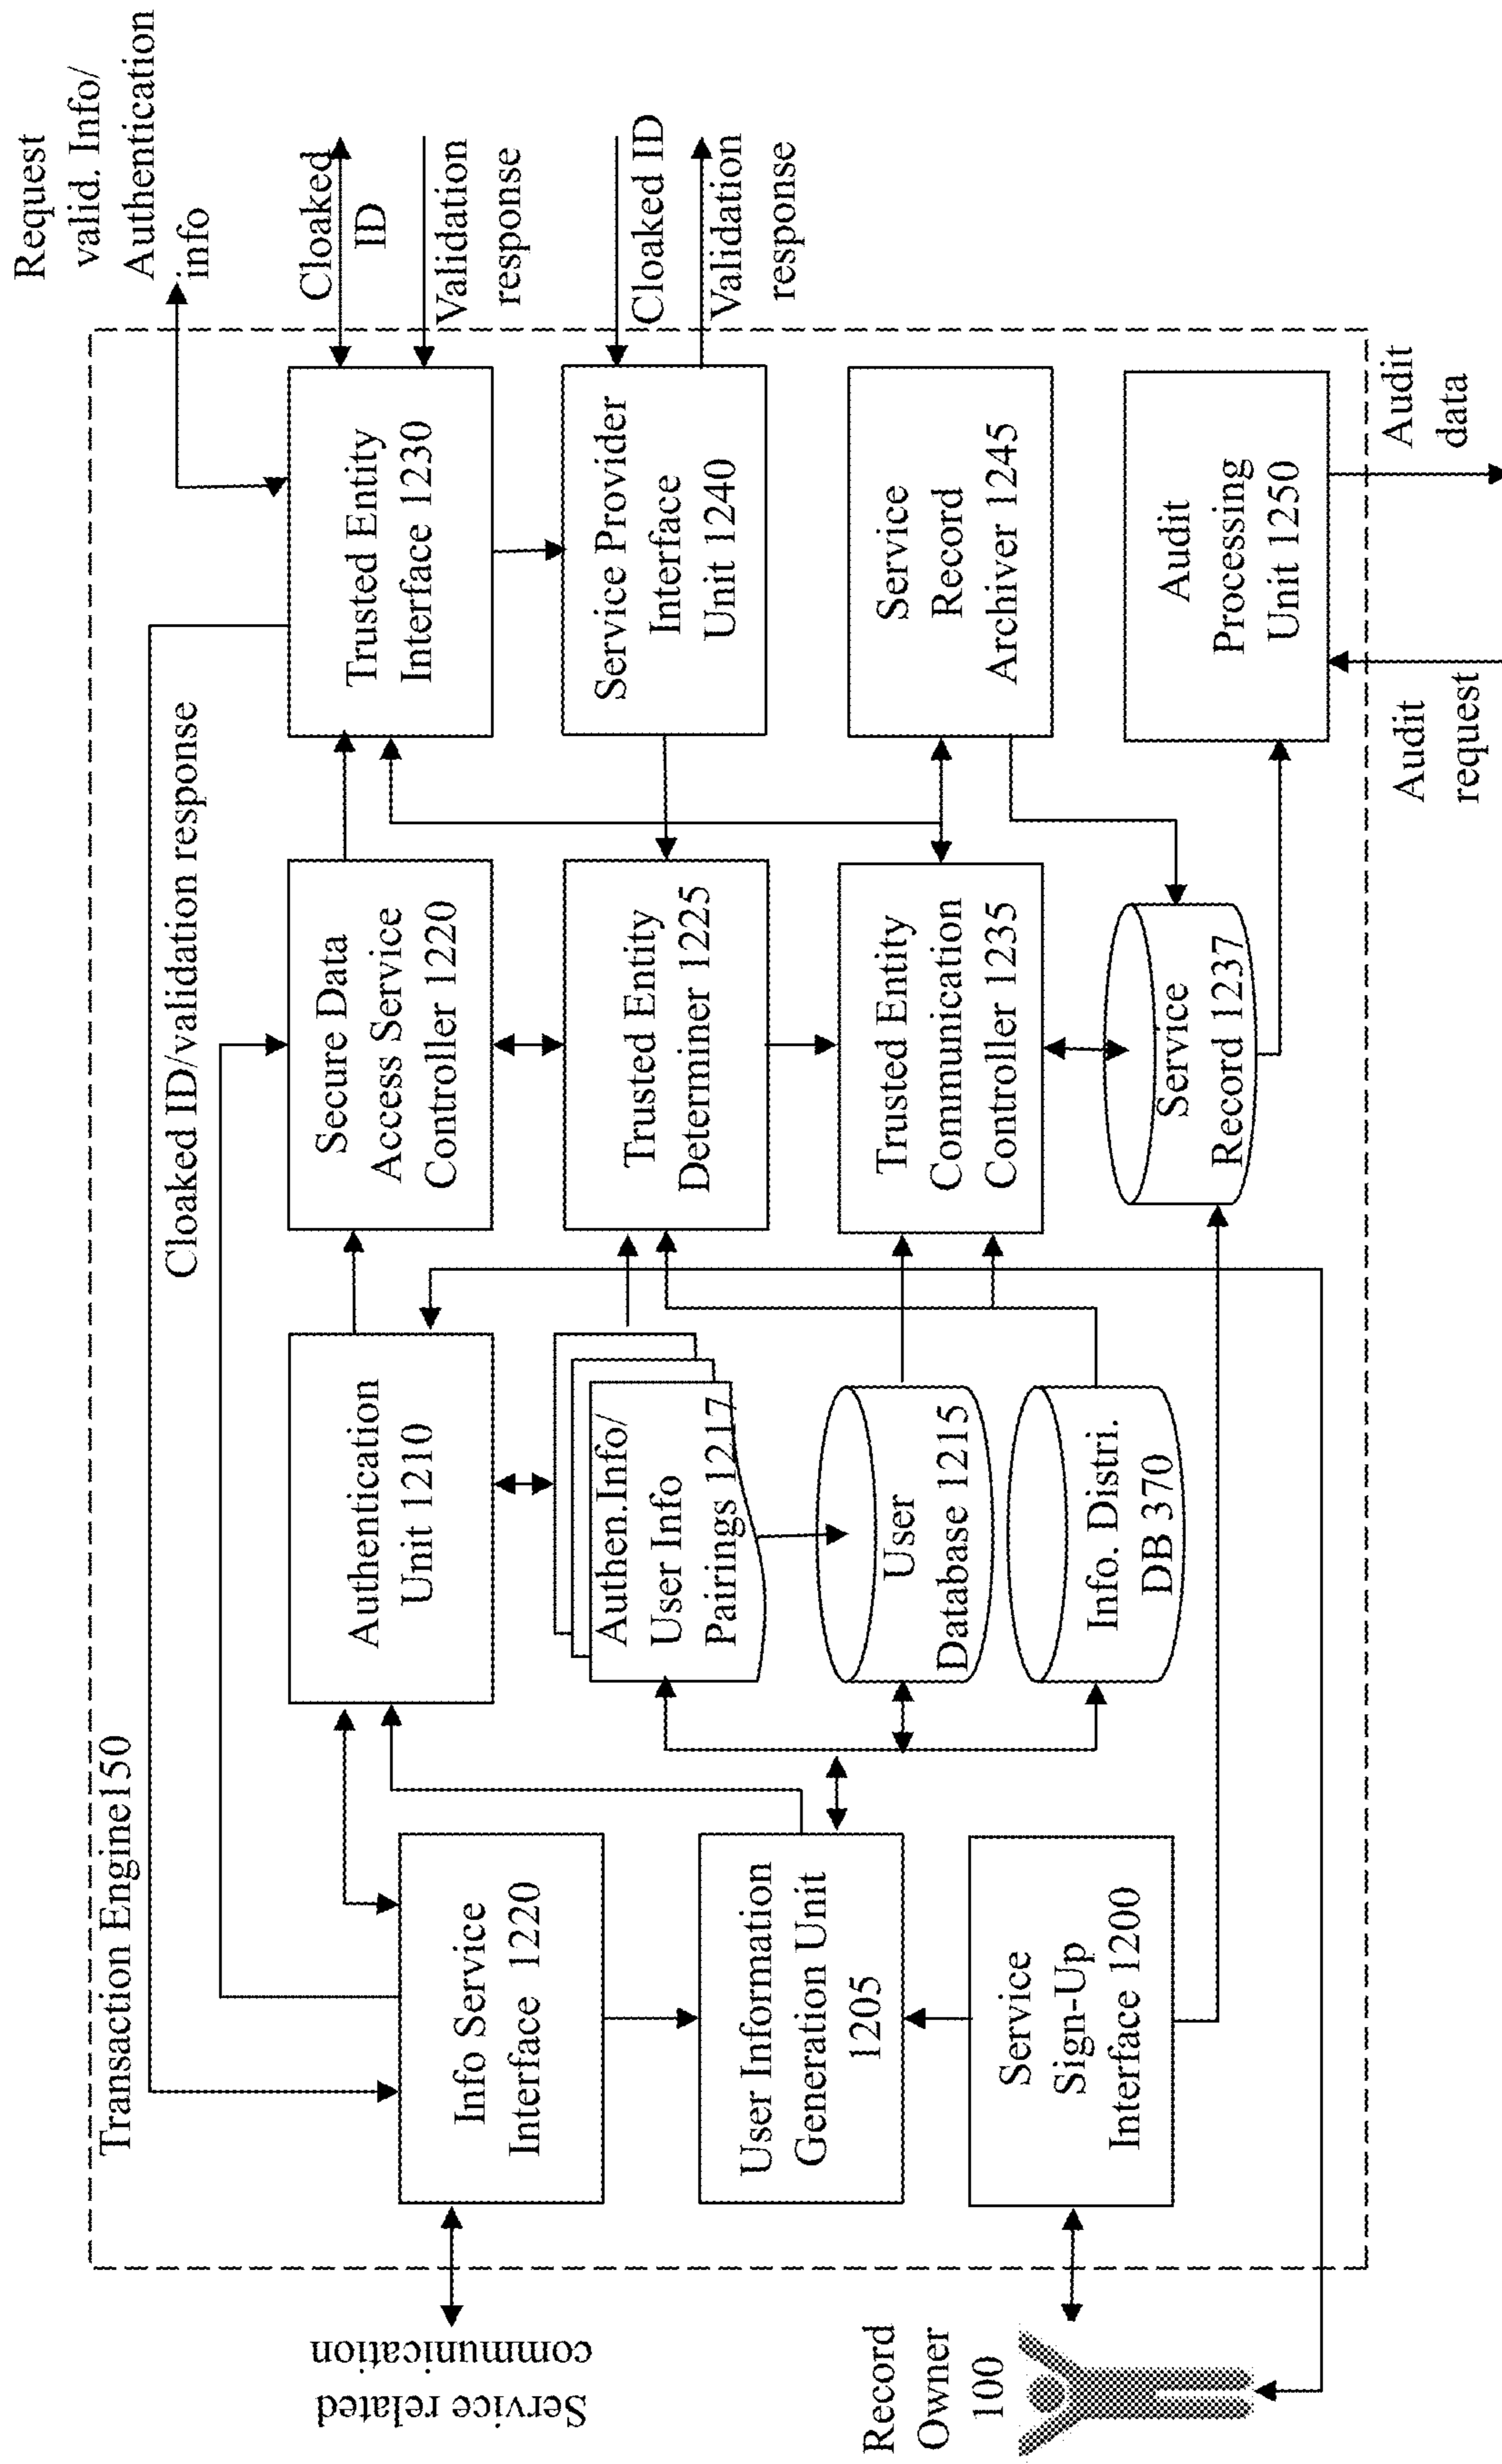 Transaction Engine150
Cloaked ID/validation response
Request
valid. Info/
Authentication
info
Cloaked
ID
Validation
response
Cloaked ID
Validation
response
Service related
communication
Info Service
Interface 1220
Authentication
Unit 1210
Secure Data
Access Service
Controller 1220
Trusted Entity
Interface 1230
User Information
Generation Unit
1205
Authen.Info/
User Info
Pairings 1217
Trusted Entity
Determiner 1225
Service Provider
Interface
Unit 1240
User
Database 1215
Trusted Entity
Communication
Controller 1235
Service
Record
Archiver 1245
Record
Owner
100
Service
Sign-Up
Interface 1200
Info. Distri.
DB 370
Service
Record 1237
Audit
Processing
Unit 1250
Audit
request
Audit
data